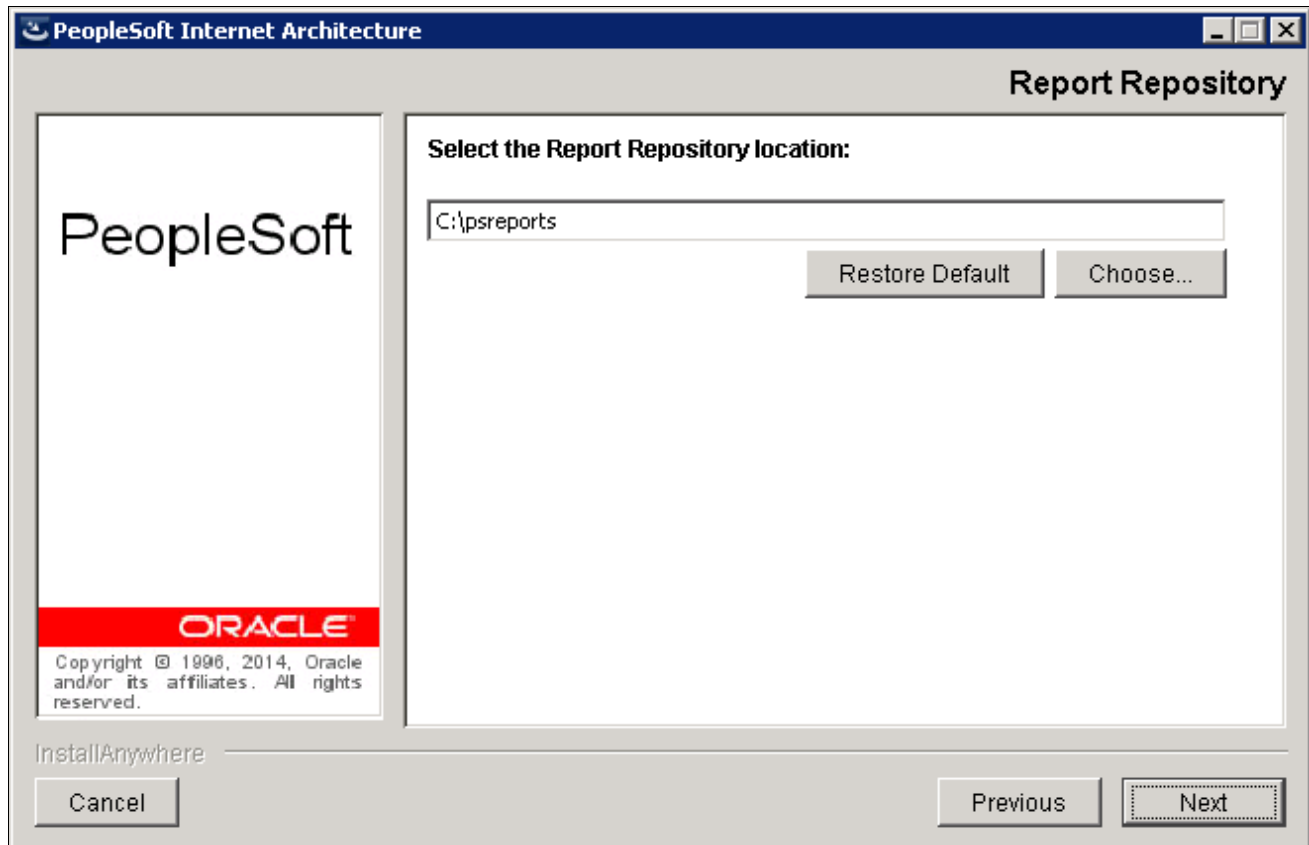 PeopleSoft Internet Architecture
Report Repository
PeopleSoft
ORACLE
Copyright © 1996, 2014, Oracle
and/or its affiliates. All rights
reserved.
Select the Report Repository location:
C:\psreports
Restore Default
Choose...
InstallAnywhere
Cancel
Previous
Next